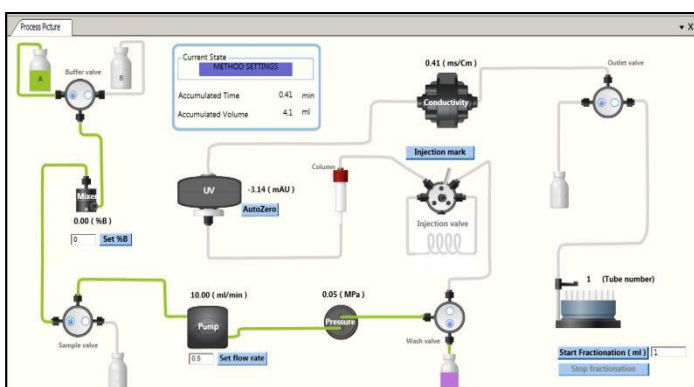 Process Picture
X
Current State
METHOD SETTINGS
Accumulated Time 0.41 min
Accumulated Volume 4.1 ml
A
Buffer valve
B
0.41 ( ms/Cm )
Outlet valve
Conductivity
Injection mark
Column
UV
-3.14 ( mAU )
AutoZero
Injection valve
Mixer
0.00 ( %B )
0 Set %B
10.00 ( ml/min )
0.05 ( MPa )
1 (Tube number)
Pump
Pressure
Sample valve
Wash valve
0.5 Set flow rate
Start Fractionation ( ml ) 1
Stop fractionation